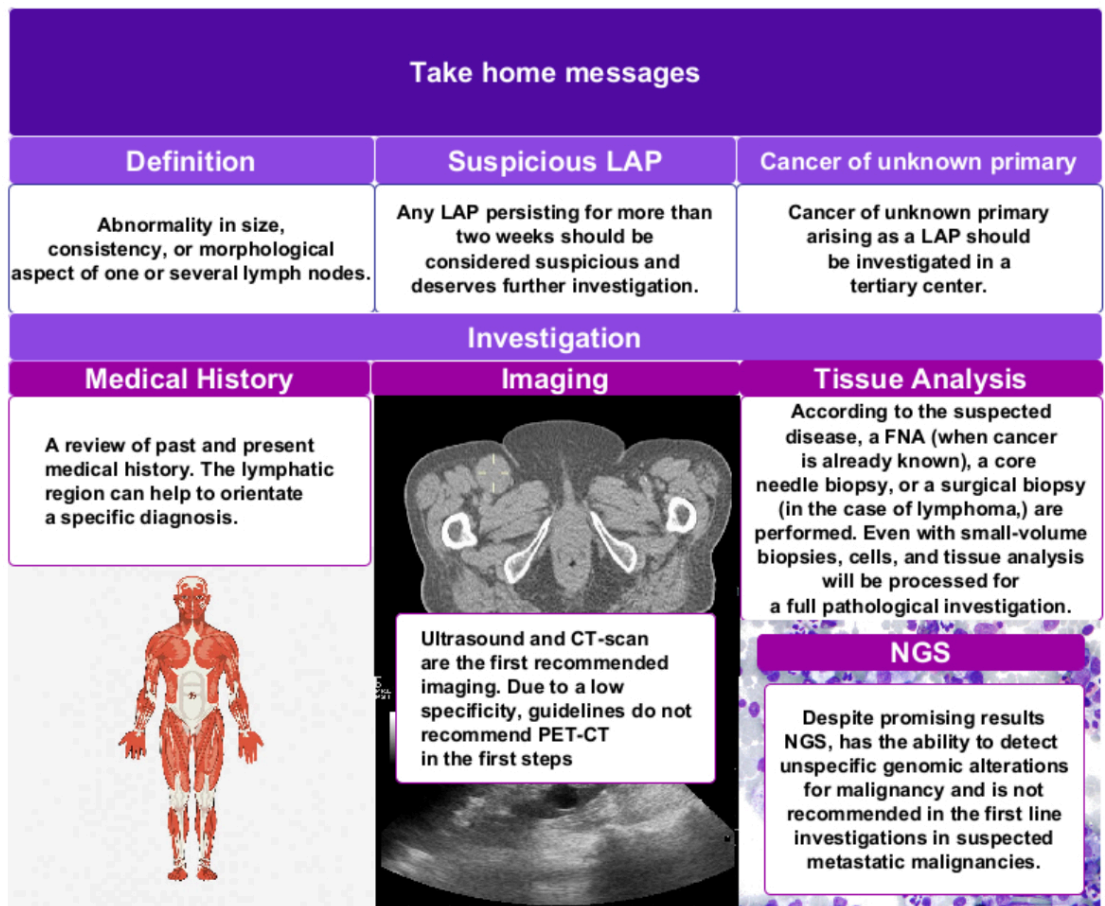 Take home messages
Definition
Suspicious LAP
Cancer of unknown primary
Abnormality in size,
consistency, or morphological
aspect of one or several lymph nodes.
Any LAP persisting for more than
two weeks should be
considered suspicious and
deserves further investigation.
Cancer of unknown primary
arising as a LAP should
be investigated in a
tertiary center.
Investigation
Medical History
Imaging
Tissue Analysis
A review of past and present
medical history. The lymphatic
region can help to orientate
a specific diagnosis.
Ultrasound and CT-scan
are the first recommended
imaging. Due to a low
specificity, guidelines do not
recommend PET-CT
in the first steps
According to the suspected
disease, a FNA (when cancer
is already known), a core
needle biopsy, or a surgical biopsy
(in the case of lymphoma,) are
performed. Even with small-volume
biopsies, cells, and tissue analysis
will be processed for
a full pathological investigation.
NGS
Despite promising results
NGS, has the ability to detect
unspecific genomic alterations
for malignancy and is not
recommended in the first line
investigations in suspected
metastatic malignancies.